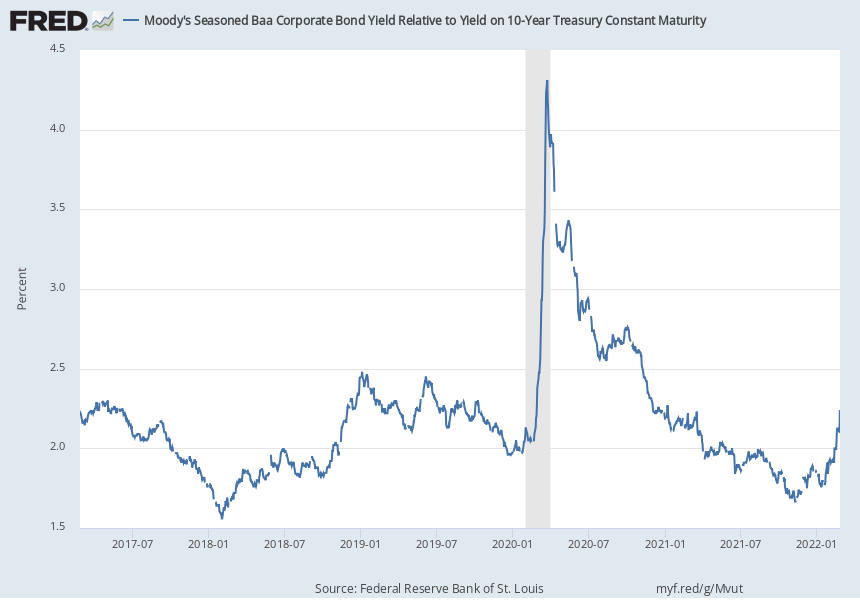 FRED
Moody's Seasoned Baa Corporate Bond Yield Relative to Yield on 10-Year Treasury Constant Maturity
4.5
4.0
3.5
3.0
2.5
2.0
1.5
Percent
2017-07 2018-01 2018-07 2019-01 2019-07 2020-01 2020-07 2021-01 2021-07 2022-01
Source: Federal Reserve Bank of St. Louis myf.red/g/Mvut